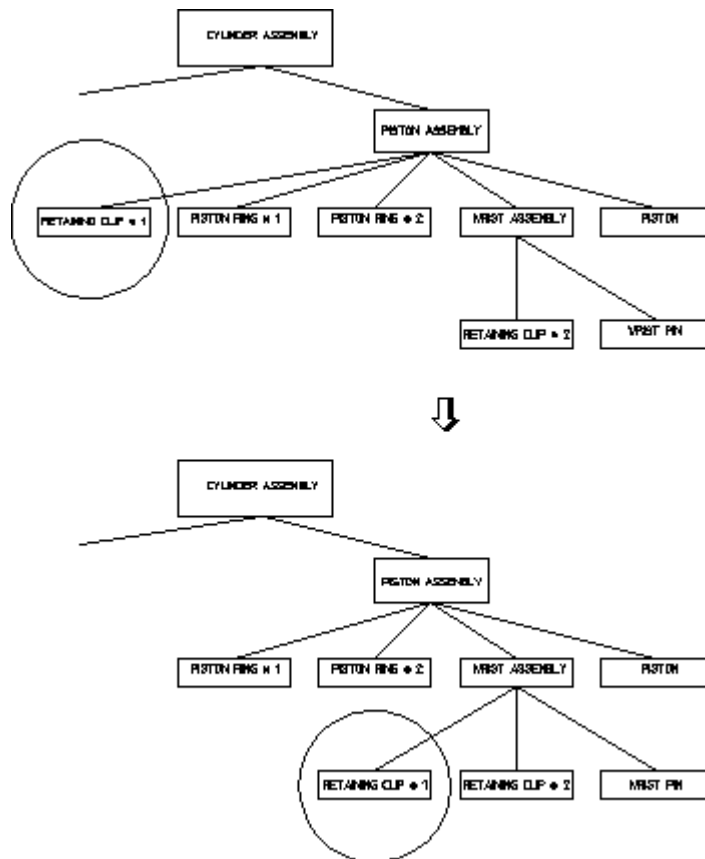 CYLINDER ASSEMBLY
PISTON ASSEMBLY
RETAINING CLIP # 1
PISTON RING # 1
PISTON RING # 2
WRIST ASSEMBLY
PISTON
RETAINING CLIP # 2
WRIST PIN
CYLINDER ASSEMBLY
PISTON ASSEMBLY
PISTON RING # 1
PISTON RING # 2
WRIST ASSEMBLY
PISTON
RETAINING CLIP # 1
RETAINING CLIP # 2
WRIST PIN